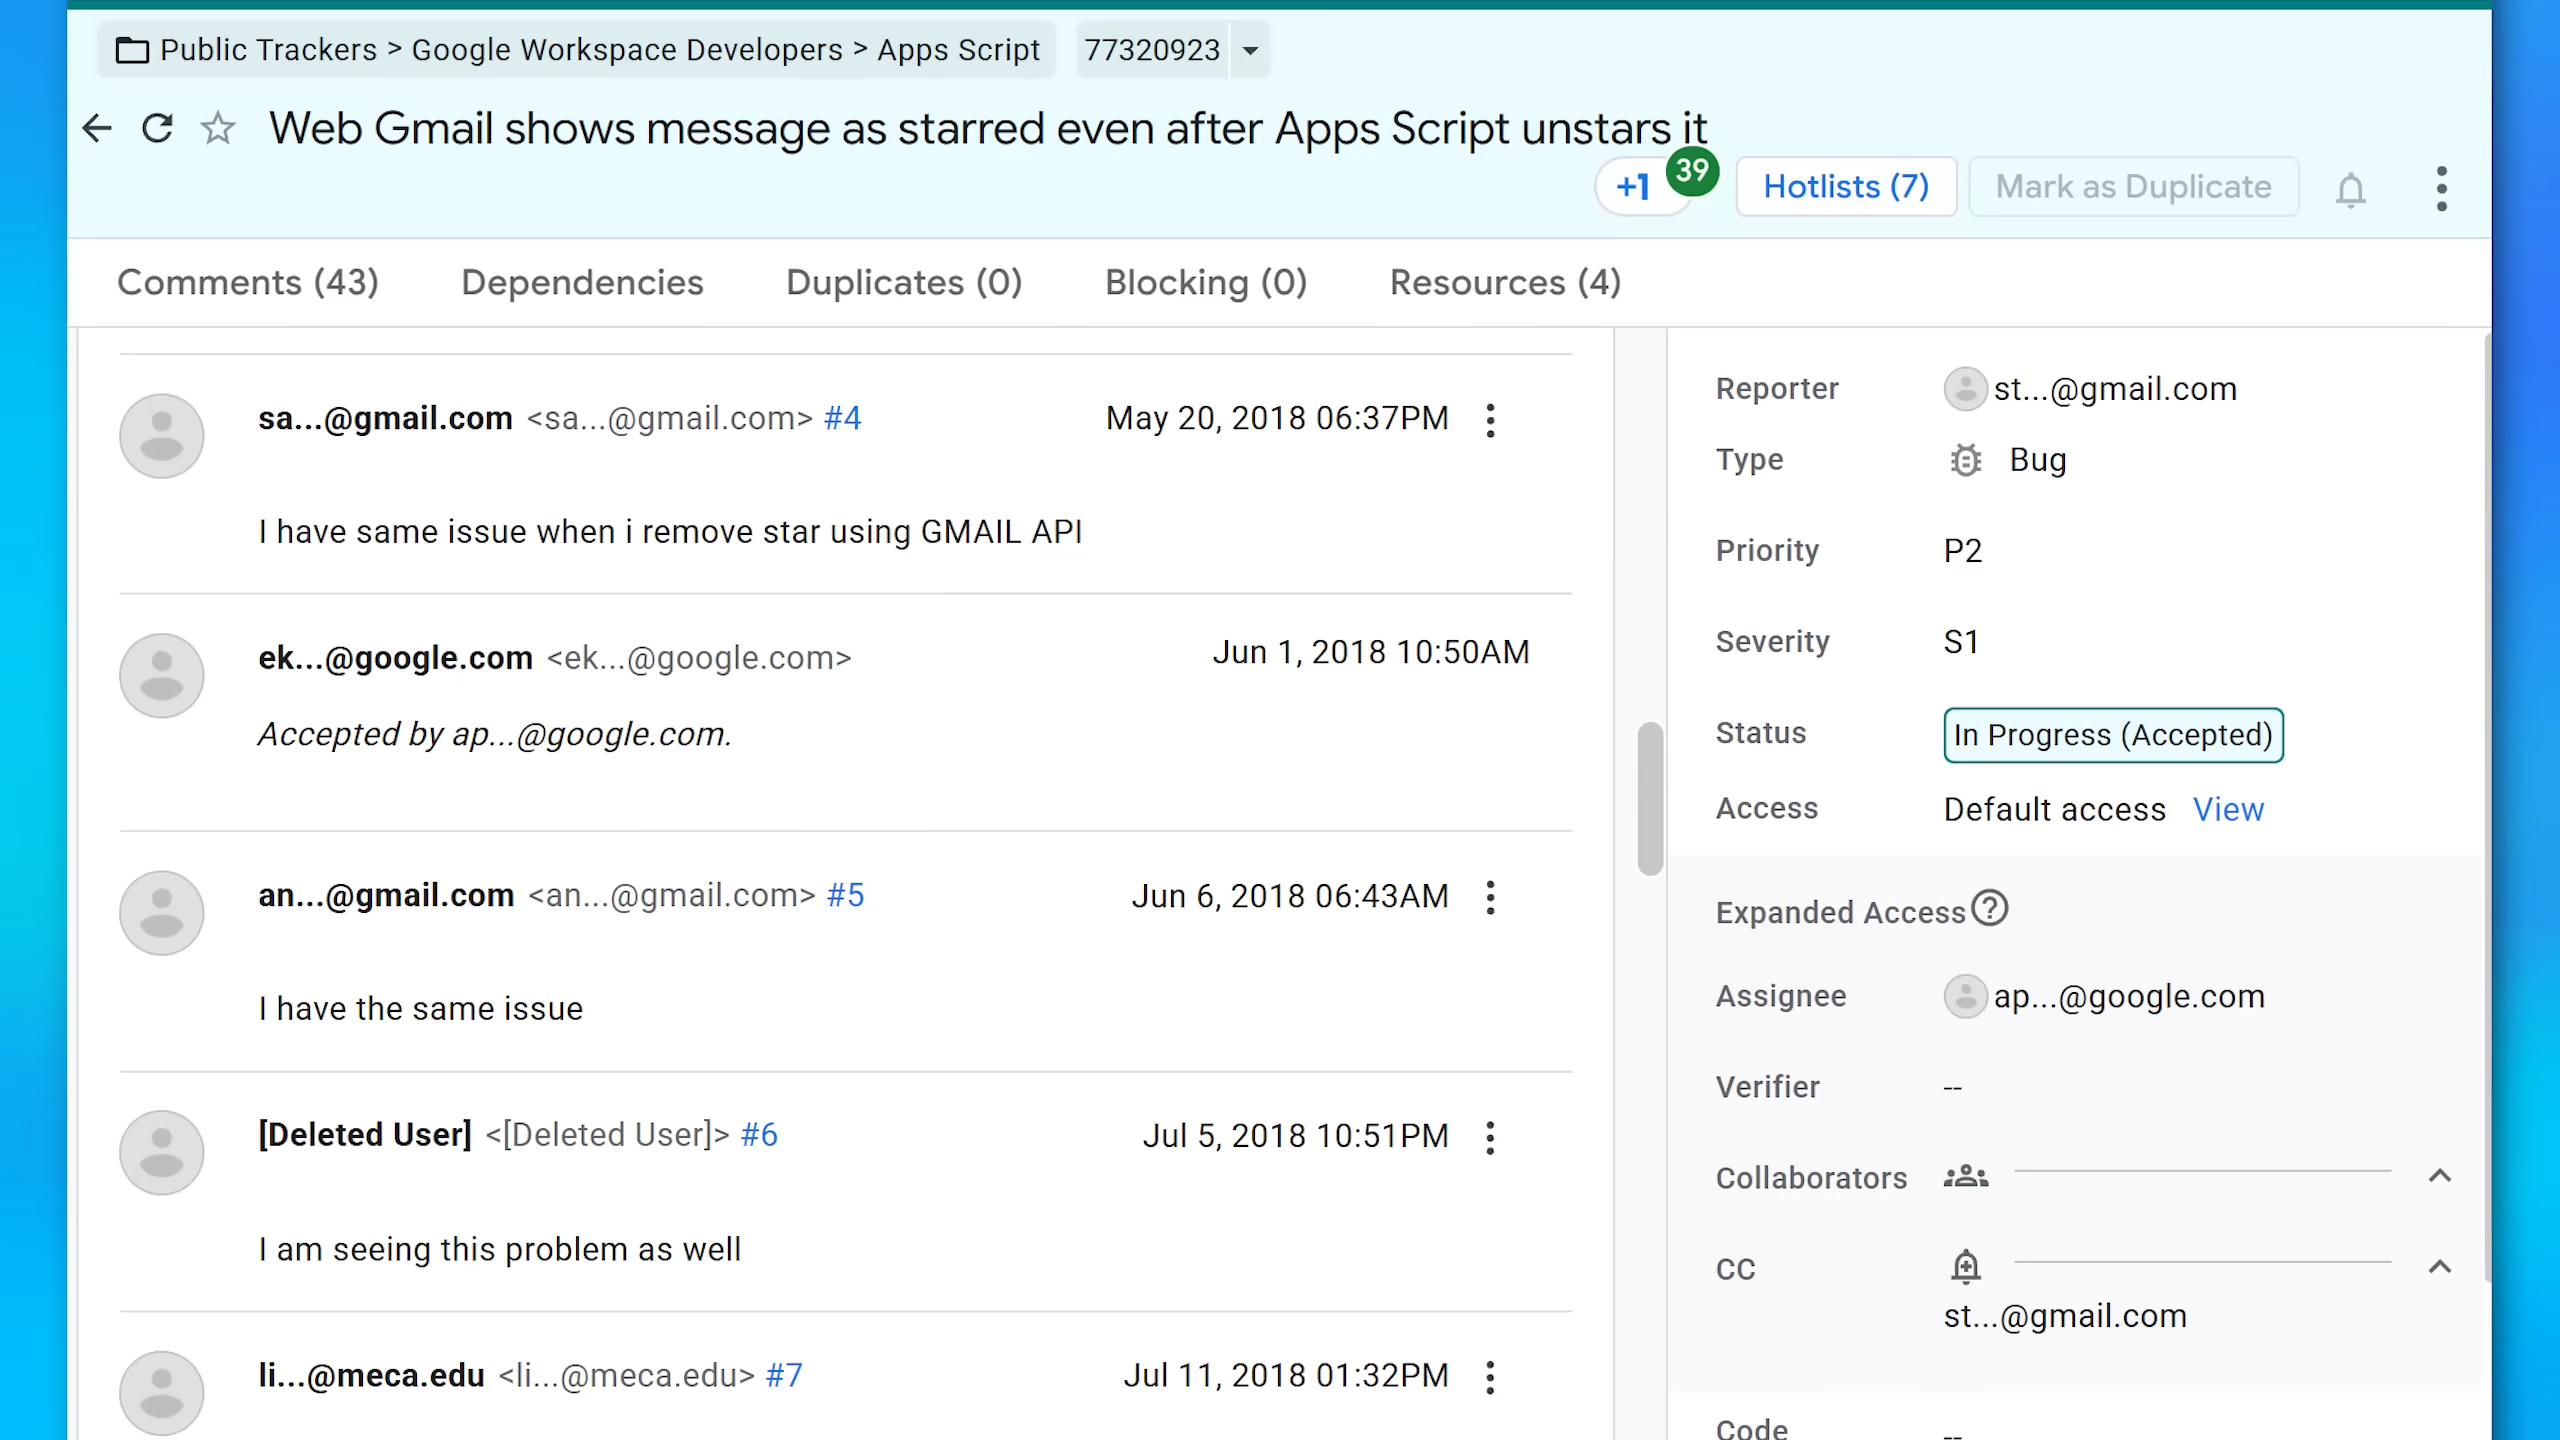 Public Trackers > Google Workspace Developers > Apps Script 77320923
Web Gmail shows message as starred even after Apps Script unstars it
+1 39 Hotlists (7) Mark as Duplicate
Comments (43) Dependencies Duplicates (0) Blocking (0) Resources (4)
sa...@gmail.com <sa...@gmail.com> #4 May 20, 2018 06:37PM
I have same issue when i remove star using GMAIL API
ek...@google.com <ek...@google.com> Jun 1, 2018 10:50AM
Accepted by ap...@google.com.
an...@gmail.com <an...@gmail.com> #5 Jun 6, 2018 06:43AM
I have the same issue
[Deleted User] <[Deleted User]> #6 Jul 5, 2018 10:51PM
I am seeing this problem as well
li...@meca.edu <li...@meca.edu> #7 Jul 11, 2018 01:32PM
Reporter st...@gmail.com
Type Bug
Priority P2
Severity S1
Status In Progress (Accepted)
Access Default access View
Expanded Access
Assignee ap...@google.com
Verifier --
Collaborators
CC
st...@gmail.com
Code --